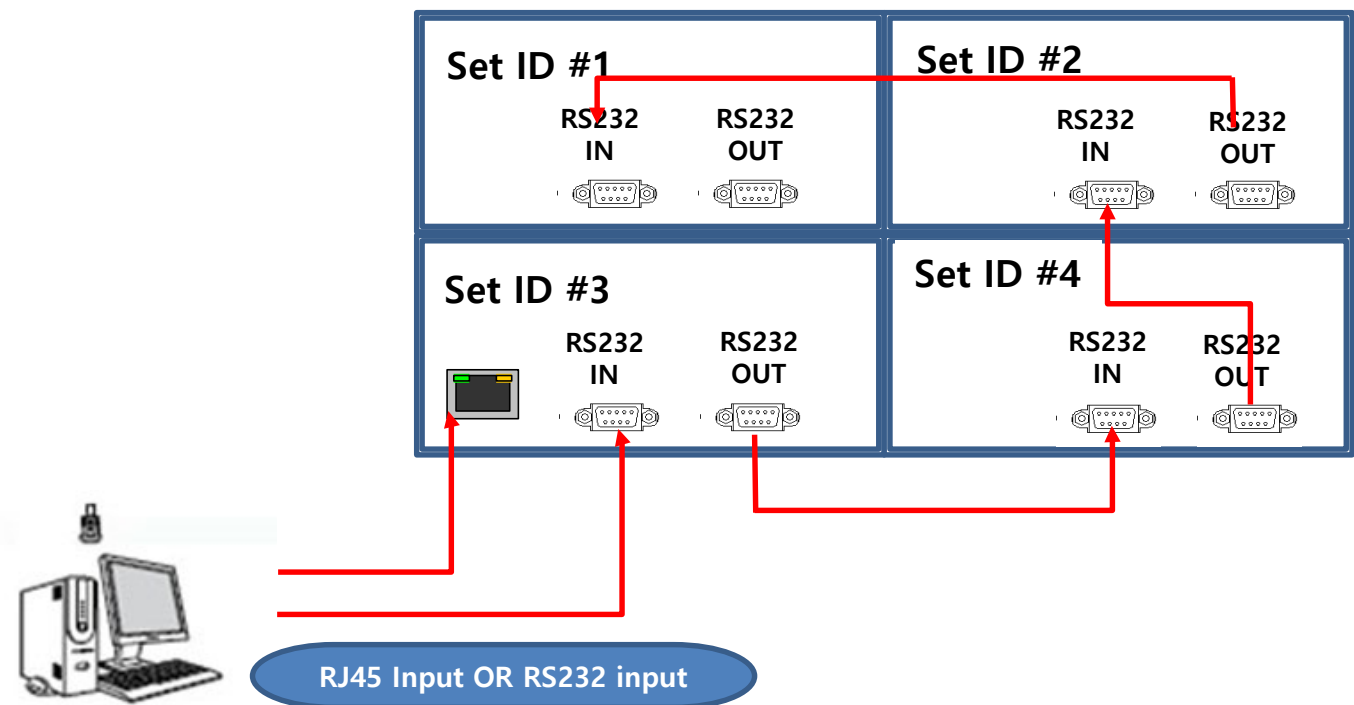 Set ID #1
RS232
IN
RS232
OUT
Set ID #2
RS232
IN
RS232
OUT
Set ID #3
RS232
IN
RS232
OUT
Set ID #4
RS232
IN
RS232
OUT
RJ45 Input OR RS232 input